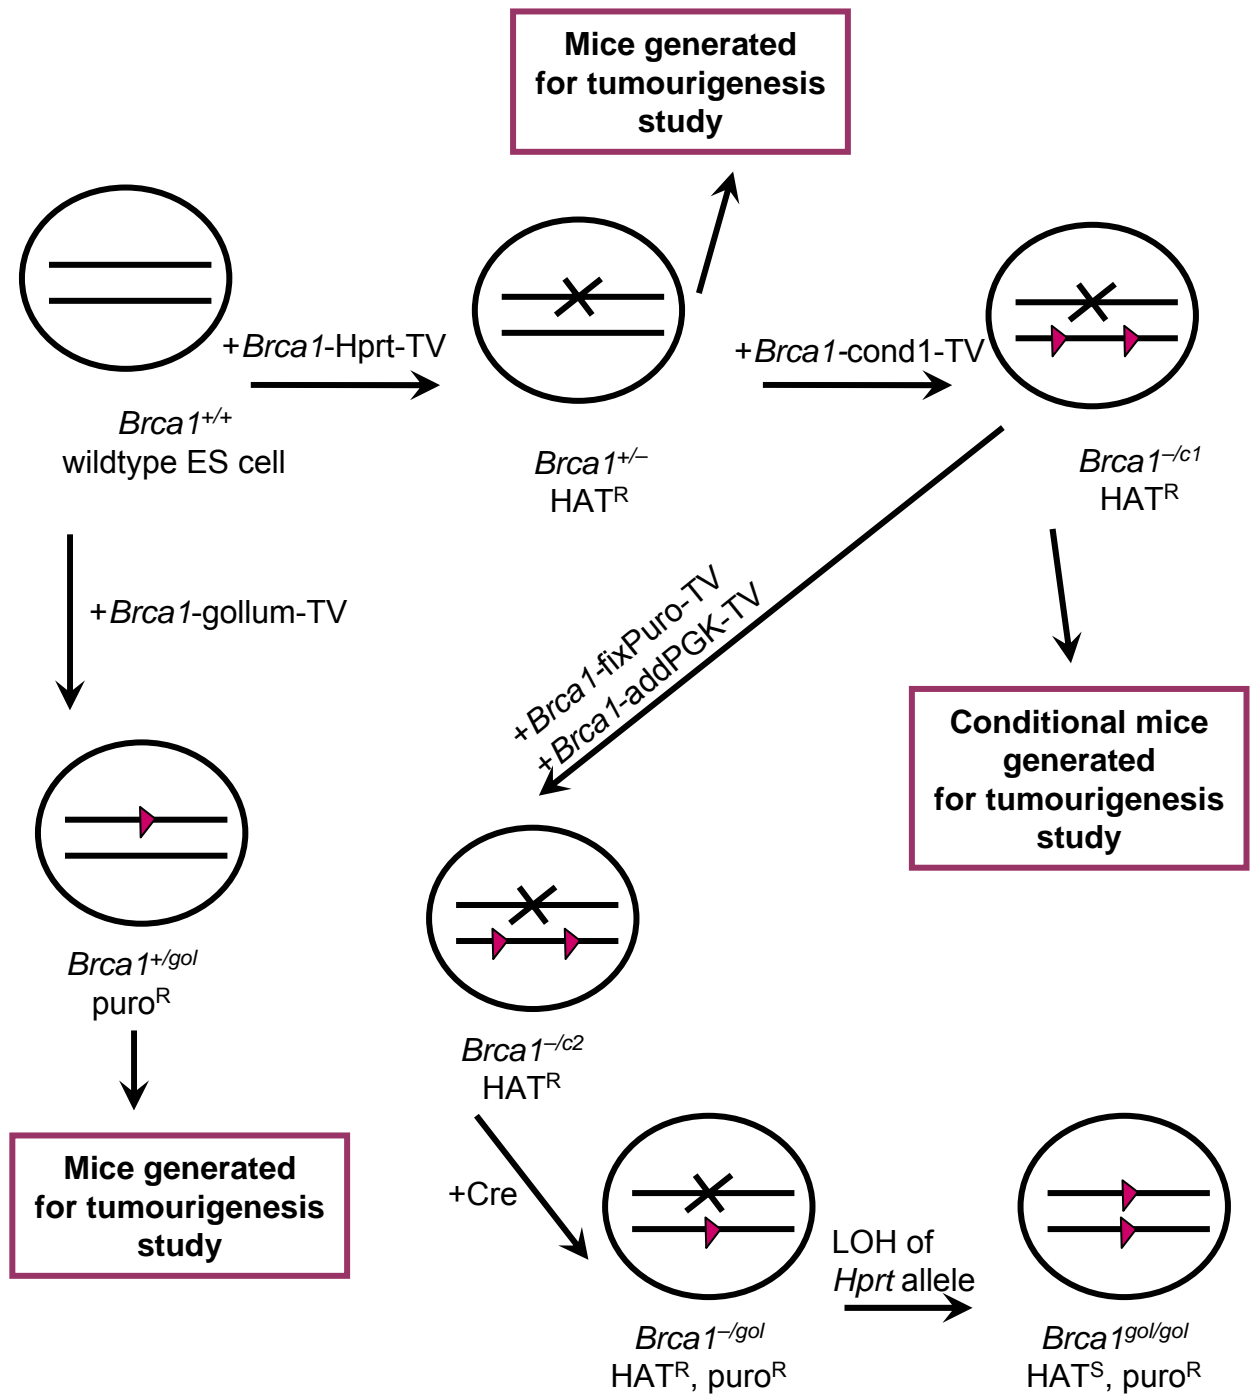 Mice generated
for tumourigenesis
study
+Brca1-Hprt-TV
+Brca1-cond1-TV
Brca1+/+
wildtype ES cell
Brca1+/–
HATR
Brca1–/c1
HATR
+Brca1-gollum-TV
+Brca1-fixPuro-TV
+Brca1-addPGK-TV
Conditional mice
generated
for tumourigenesis
study
Brca1+/gol
puroR
Brca1–/c2
HATR
Mice generated
for tumourigenesis
study
+Cre
LOH of
Hprt allele
Brca1–/gol
HATR, puroR
Brca1gol/gol
HATS, puroR